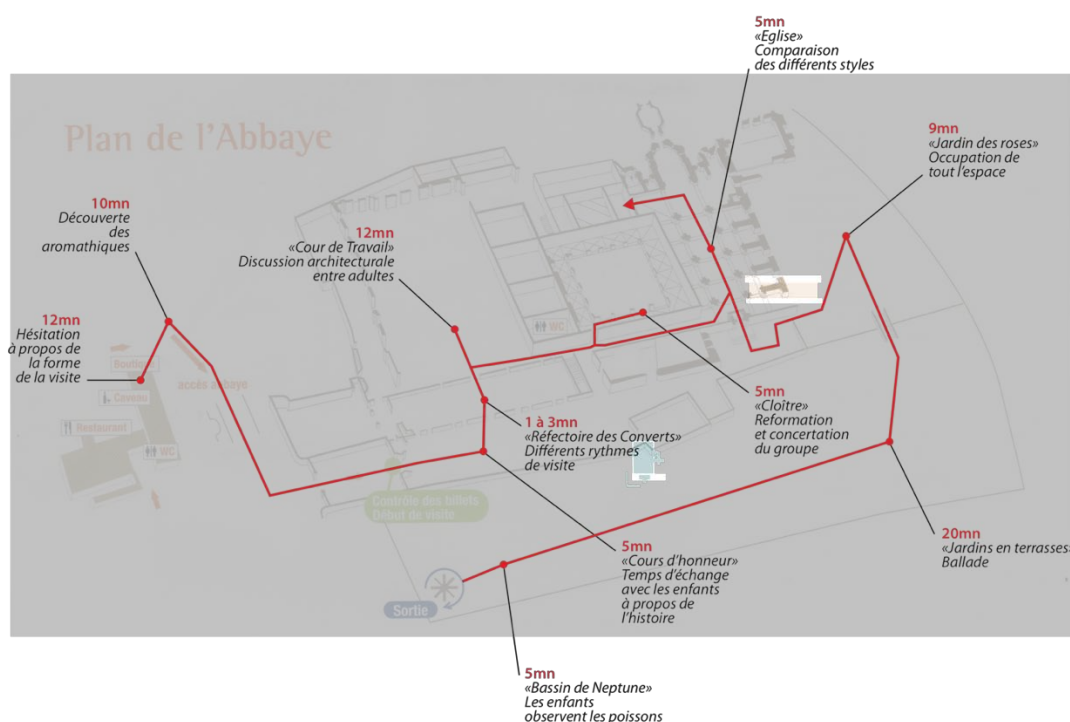 5mn
«Eglise»
Comparaison
des différents styles
Plan de l'Abbaye
9mn
«Jardin des roses»
Occupation de
tout l'espace
10mn
Découverte
des
aromathiques
12mn
«Cour de Travail»
Discussion architecturale
entre adultes
12mn
Hésitation
à propos de
la forme
de la visite
Boutique
accès abbaye
Caveau
Restaurant
WC
WC
1 à 3mn
«Réfectoire des Converts»
Différents rythmes
de visite
5mn
«Cloître»
Reformation
et concertation
du groupe
Contrôle des billets
Début de visite
20mn
«Jardins en terrasses»
Ballade
5mn
«Cours d'honneur»
Temps d'échange
avec les enfants
à propos de
l'histoire
Sortie
5mn
«Bassin de Neptune»
Les enfants
observent les poissons